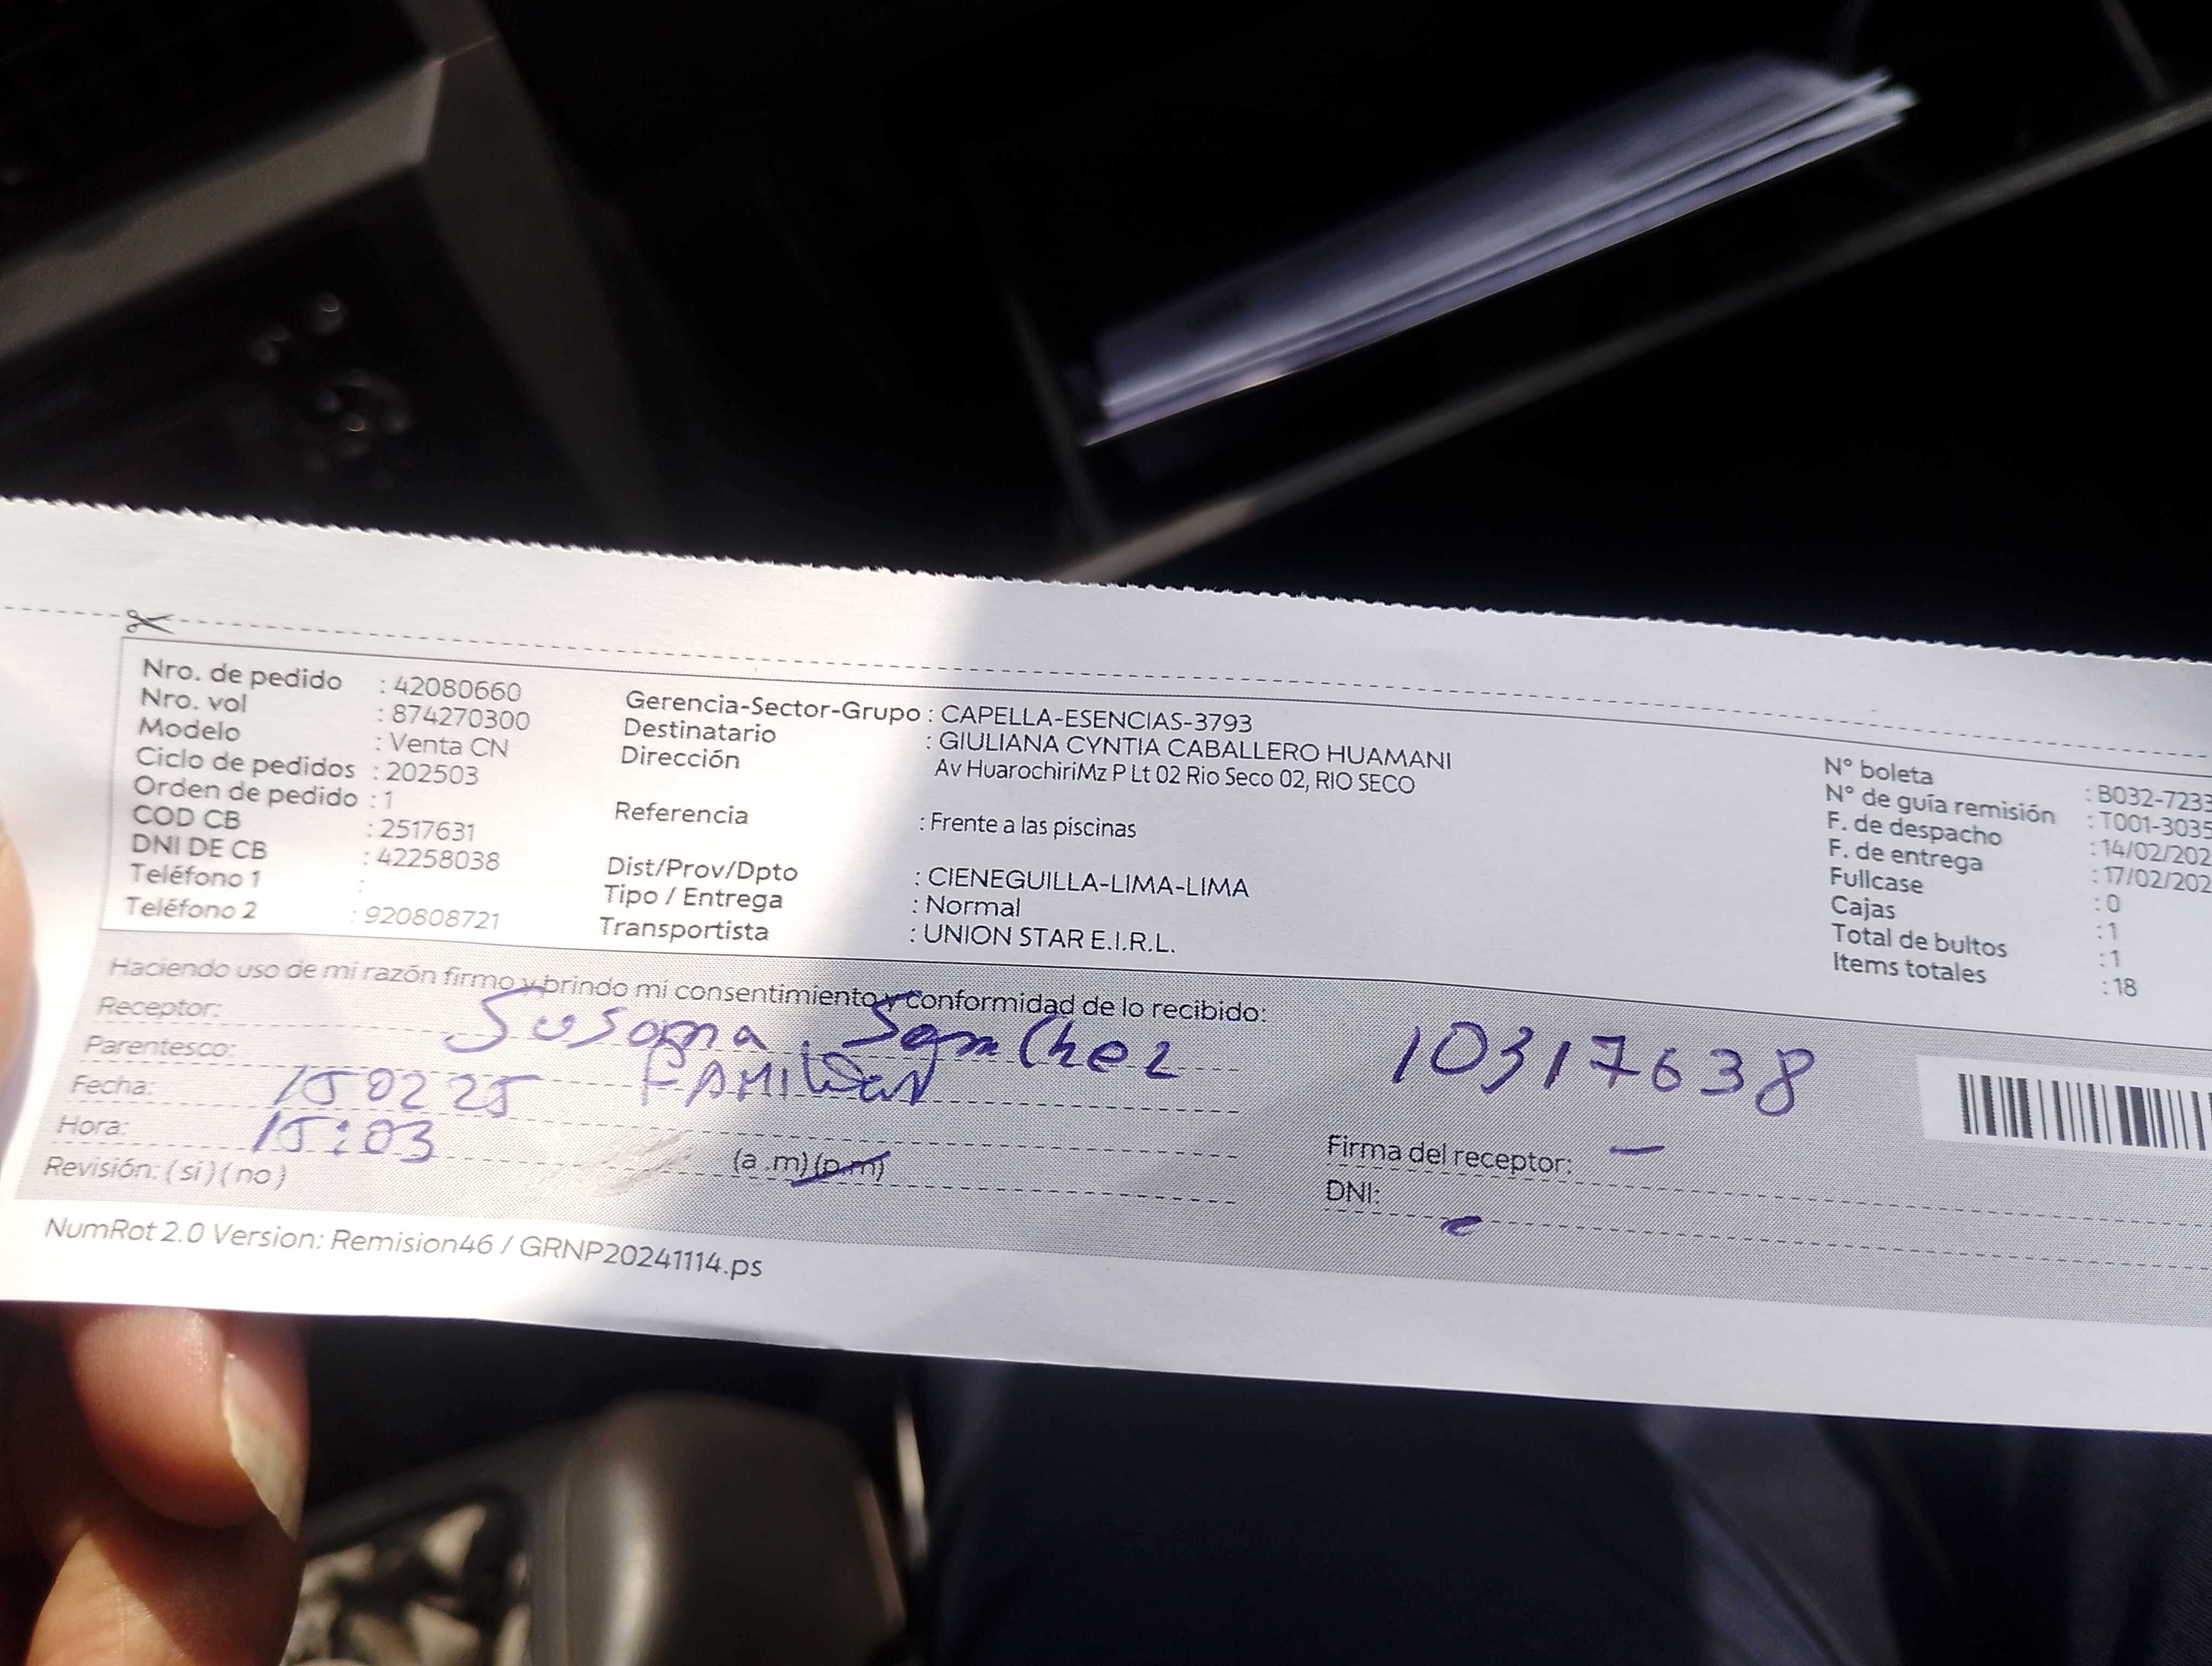 Nro. de pedido : 42080660
Nro. vol : 874270300
Modelo : Venta CN
Ciclo de pedidos : 202503
Orden de pedido : 1
COD CB : 2517631
DNI DE CB : 42258038
Teléfono 1 :
Teléfono 2 : 920808721
Gerencia-Sector-Grupo : CAPELLA-ESENCIAS-3793
Destinatario : GIULIANA CYNTIA CABALLERO HUAMANI
Dirección Av HuarochiriMz P Lt 02 Rio Seco 02, RIO SECO
Referencia : Frente a las piscinas
Dist/Prov/Dpto : CIENEGUILLA-LIMA-LIMA
Tipo / Entrega : Normal
Transportista : UNION STAR E.I.R.L.
N° boleta : B032-7233
N° de guía remisión : T001-3035
F. de despacho : 14/02/202
F. de entrega : 17/02/202
Fullcase : 0
Cajas : 1
Total de bultos : 1
Items totales : 18
Haciendo uso de mi razón firmo y brindo mi consentimiento y conformidad de lo recibido:
Receptor: Susana Sanchez
Parentesco: FAMILIAR
Fecha: 150225
Hora: 15:03 (a .m)(p.m)
Revisión: ( si ) ( no )
10317638
Firma del receptor:
DNI:
NumRot 2.0 Version: Remision46 / GRNP20241114.ps